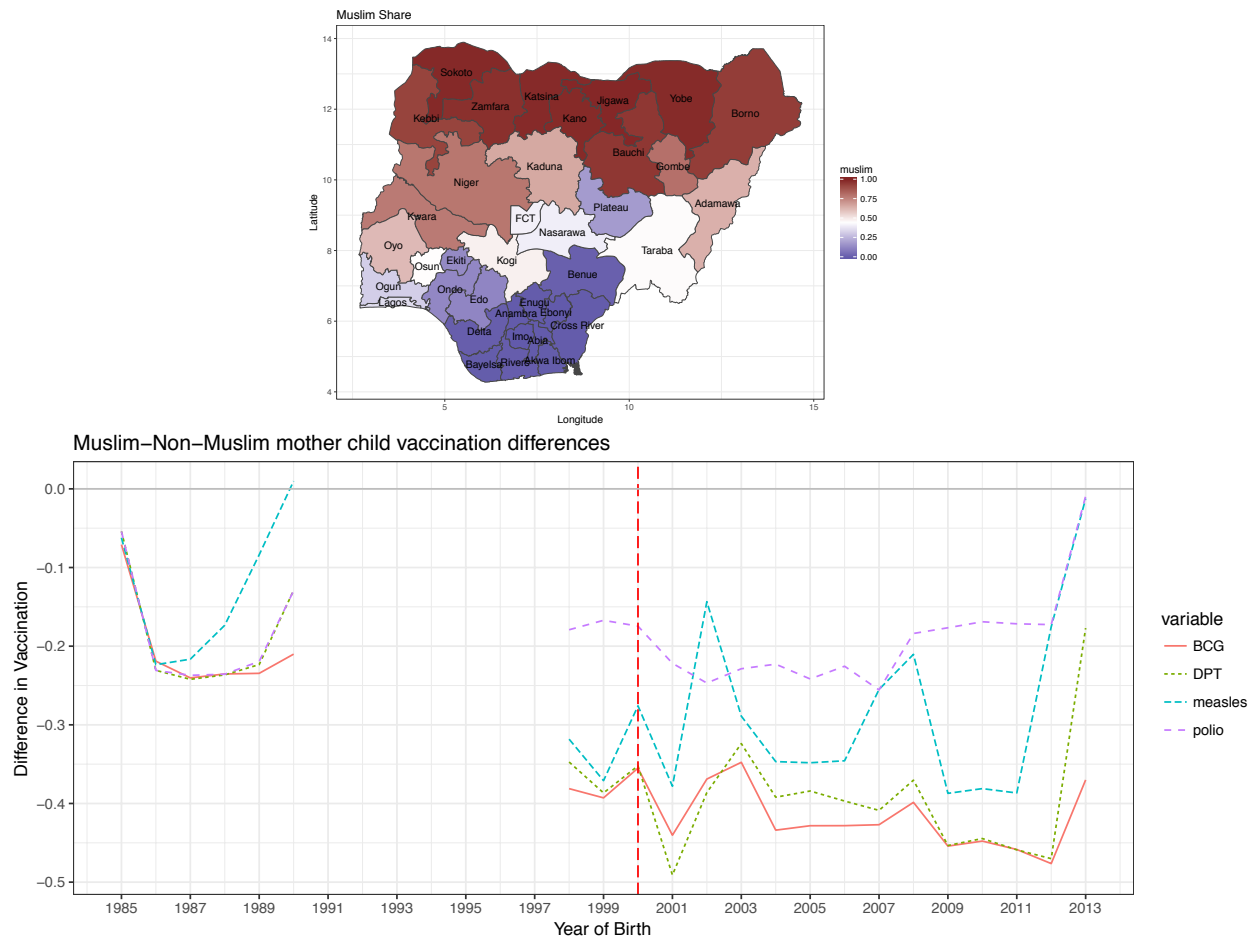 Muslim Share
14
12
10
8
6
4
Latitude
Sokoto
Katsina
Jigawa
Yobe
Zamfara
Kano
Borno
Kebbi
Bauchi
Kaduna
Gombe
Niger
Adamawa
Plateau
Kwara
FCT
Nasarawa
Oyo
Taraba
Osun
Ekiti
Kogi
Benue
Ogun
Ondo
Edo
Lagos
Enugu
Anambra
Ebonyi
Cross River
Delta
Imo
Abia
Bayelsa
Rivers
Akwa Ibom
5
10
15
Longitude
muslim
1.00
0.75
0.50
0.25
0.00
Muslim−Non−Muslim mother child vaccination differences
0.0
−0.1
−0.2
−0.3
−0.4
−0.5
Difference in Vaccination
1985 1987 1989 1991 1993 1995 1997 1999 2001 2003 2005 2007 2009 2011 2013
Year of Birth
variable
BCG
DPT
measles
polio